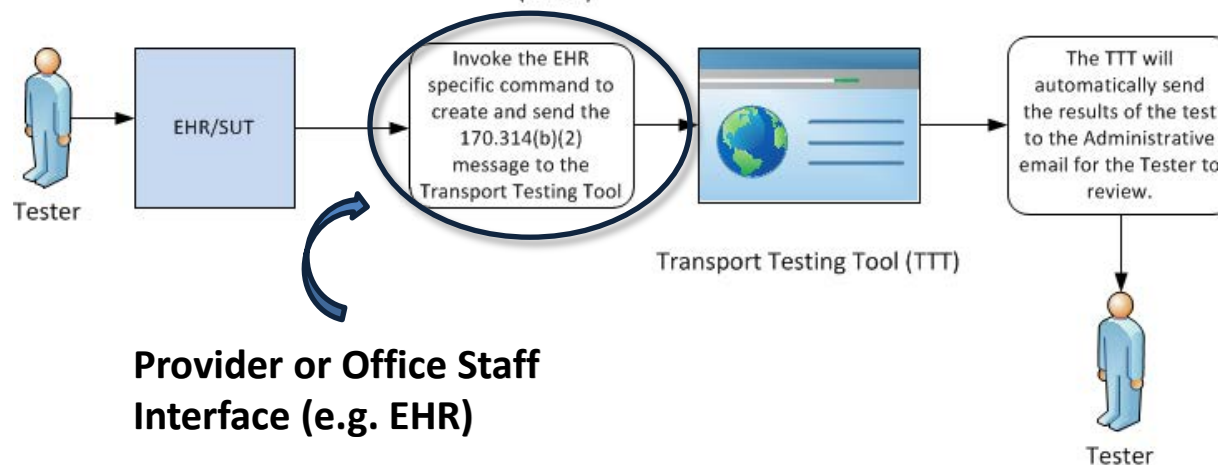 Tester
EHR/SUT
Invoke the EHR
specific command to
create and send the
170.314(b)(2)
message to the
Transport Testing Tool
Transport Testing Tool (TTT)
The TTT will
automatically send
the results of the test
to the Administrative
email for the Tester to
review.
Provider or Office Staff
Interface (e.g. EHR)
Tester